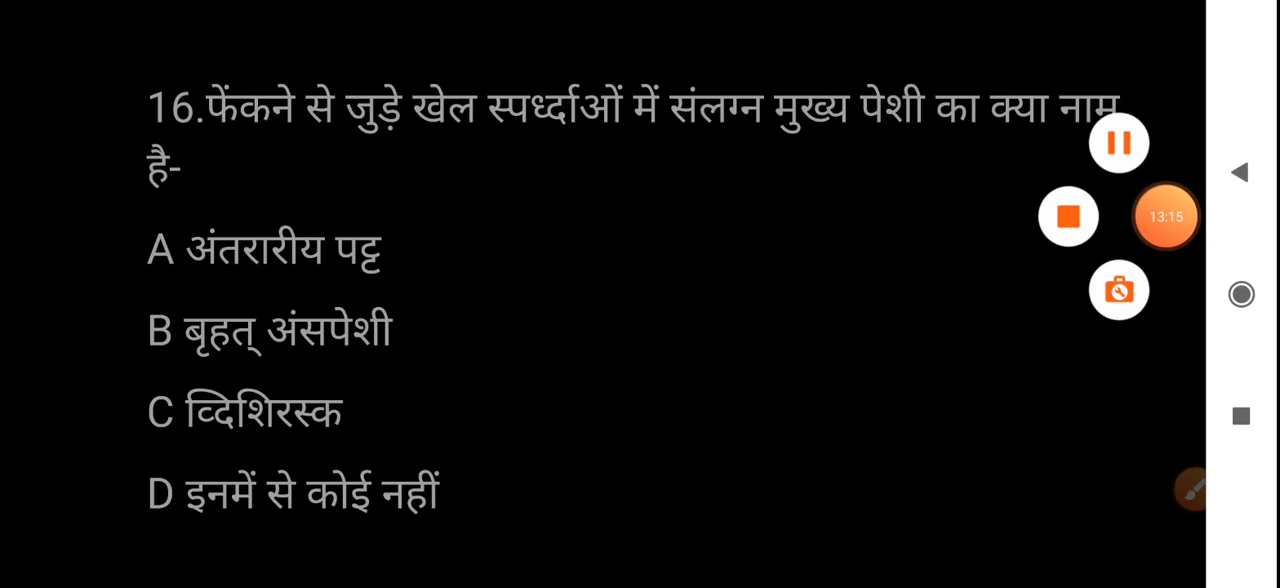 16.फेंकने से जुड़े खेल स्पर्ध्दाओं में संलग्न मुख्य पेशी का क्या नाम
है-
A अंतरारीय पट्ट
B बृहत् अंसपेशी
C व्दिशिरस्क
D इनमें से कोई नहीं
13:15